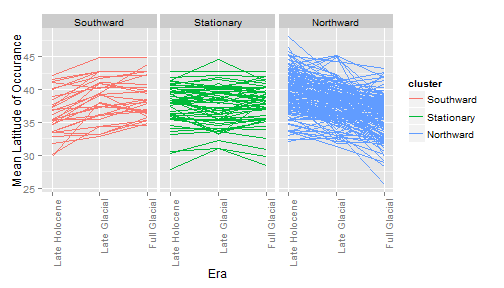 Southward Stationary Northward
Mean Latitude of Occurance
45
40
35
30
25
Late Holocene Late Glacial Full Glacial Late Holocene Late Glacial Full Glacial Late Holocene Late Glacial Full Glacial
Era
cluster
Southward
Stationary
Northward